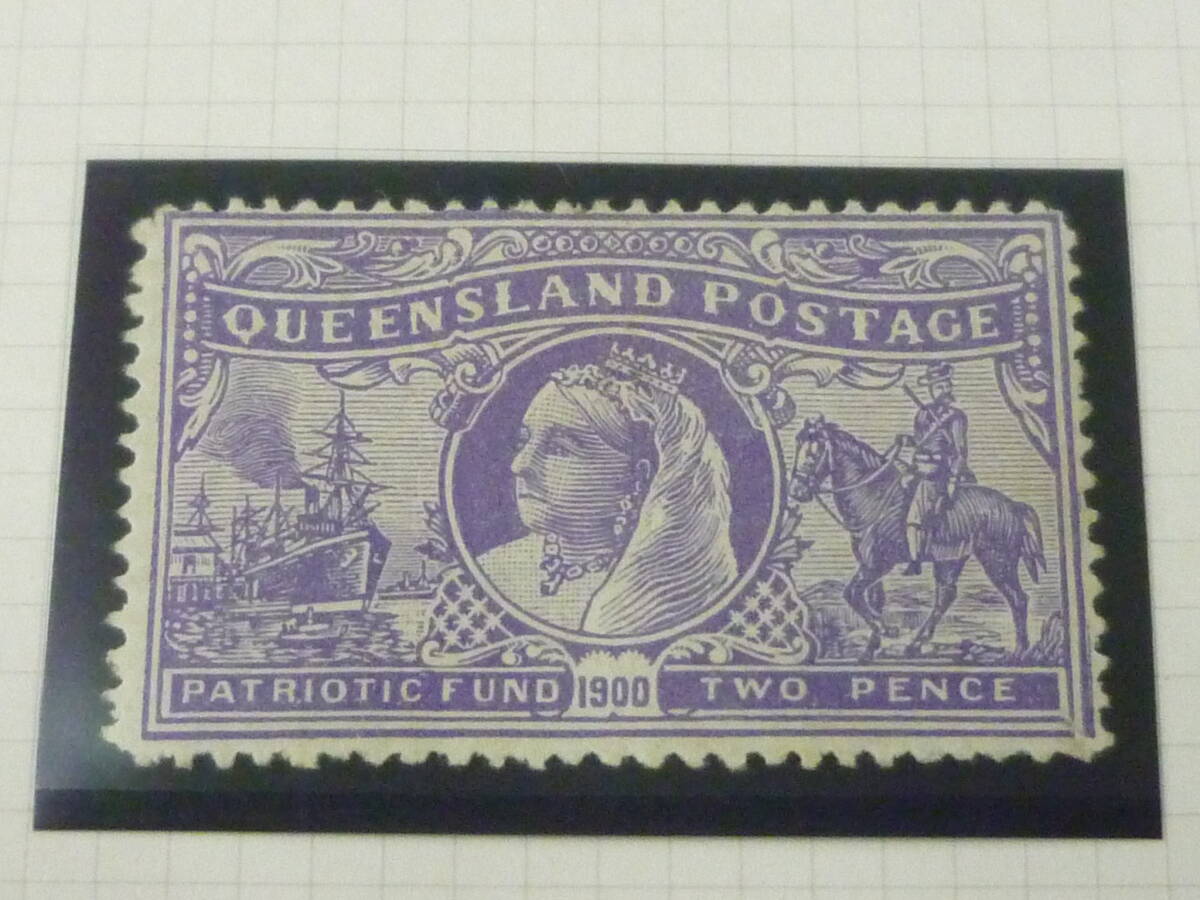 QUEENSLAND POSTAGE
PATRIOTIC FUND 1900 TWO PENCE